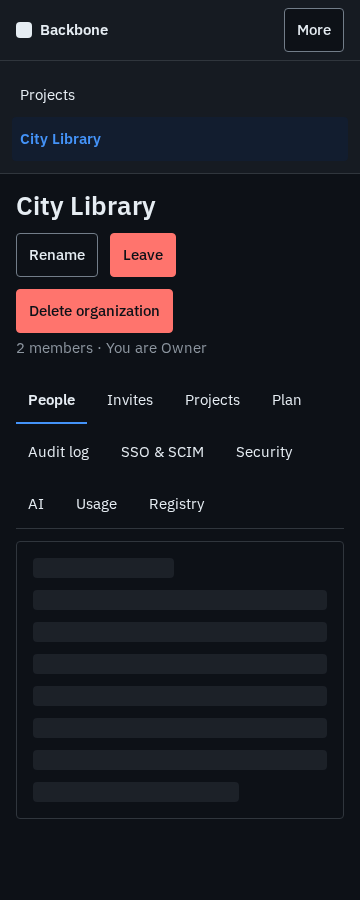 Backbone
More
Projects
City Library
City Library
Rename
Leave
Delete organization
2 members · You are Owner
People
Invites
Projects
Plan
Audit log
SSO & SCIM
Security
AI
Usage
Registry